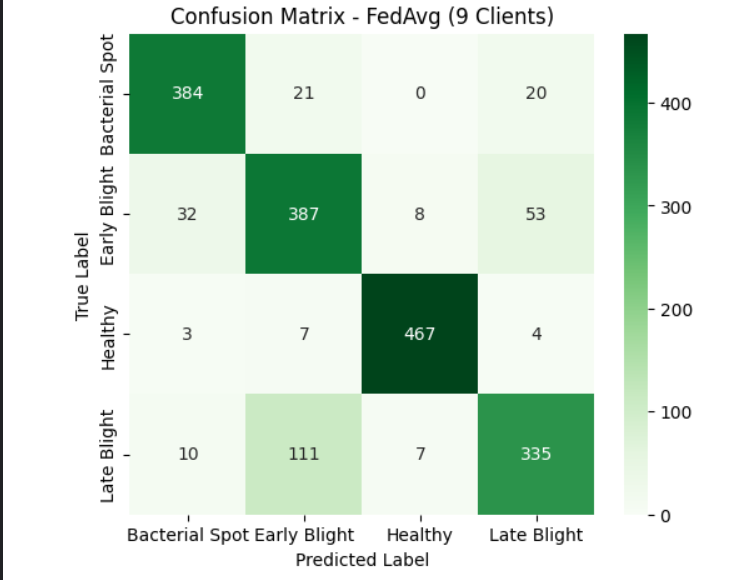 Confusion Matrix - FedAvg (9 Clients)
True Label
Bacterial Spot
384 21 0 20
Early Blight
32 387 8 53
Healthy
3 7 467 4
Late Blight
10 111 7 335
Bacterial Spot Early Blight Healthy Late Blight
Predicted Label
400
300
200
100
0